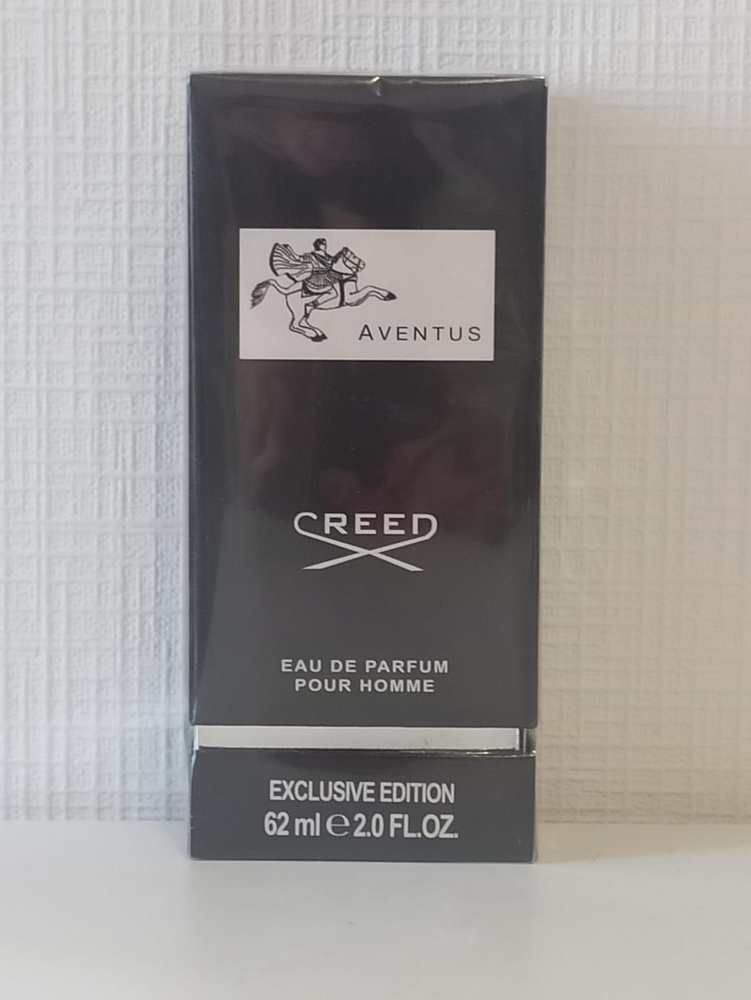 AVENTUS
CREED
EAU DE PARFUM
POUR HOMME
EXCLUSIVE EDITION
62 ml e 2.0 FL.OZ.